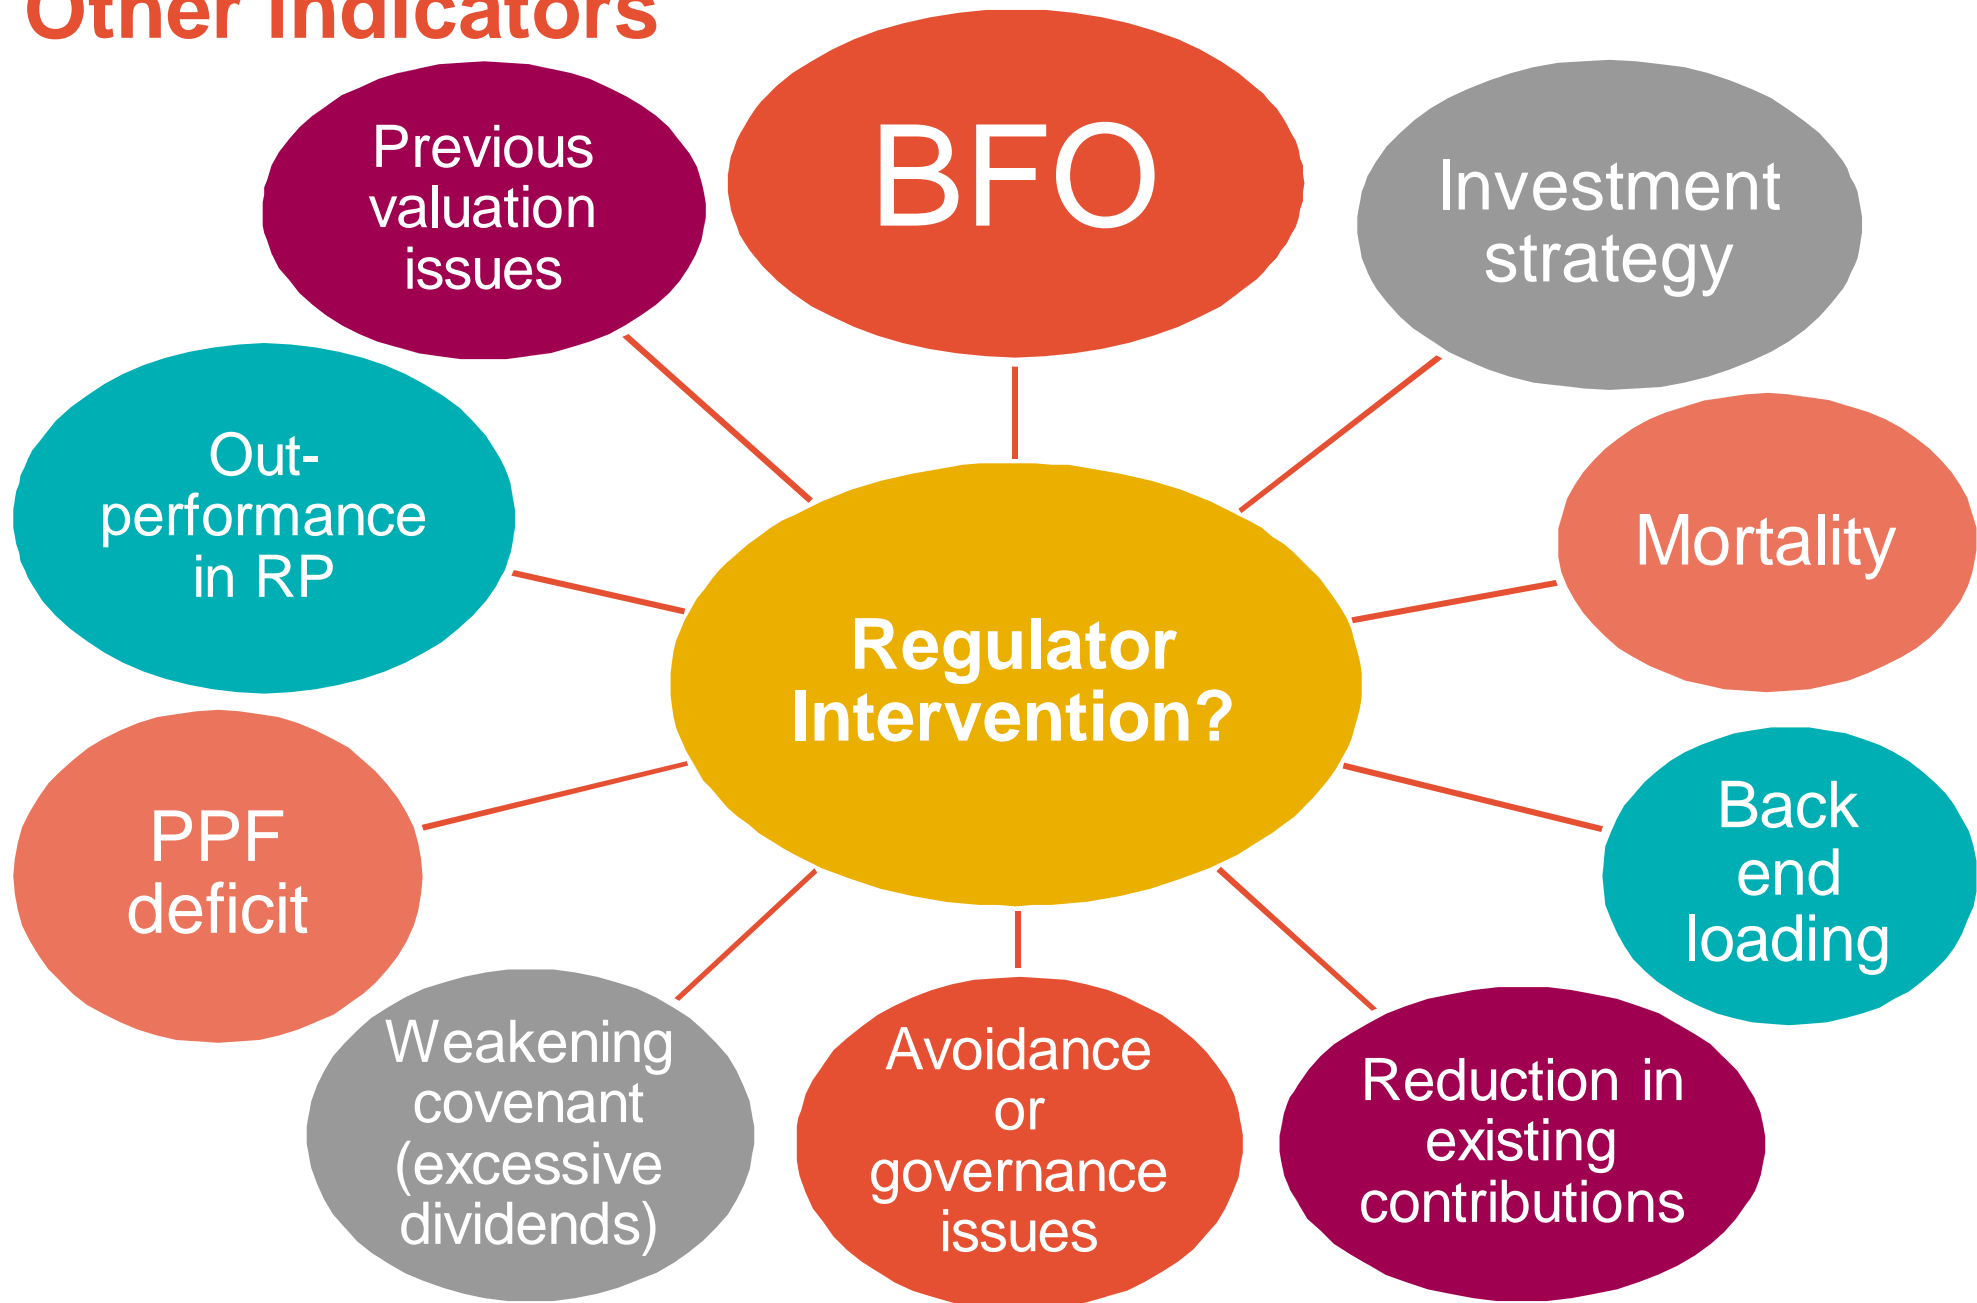 Other Indicators
BFO
Previous
valuation
issues
Investment
strategy
Out-
performance
in RP
Mortality
Regulator
Intervention?
PPF
deficit
Back
end
loading
Weakening
covenant
(excessive
dividends)
Avoidance
or
governance
issues
Reduction in
existing
contributions